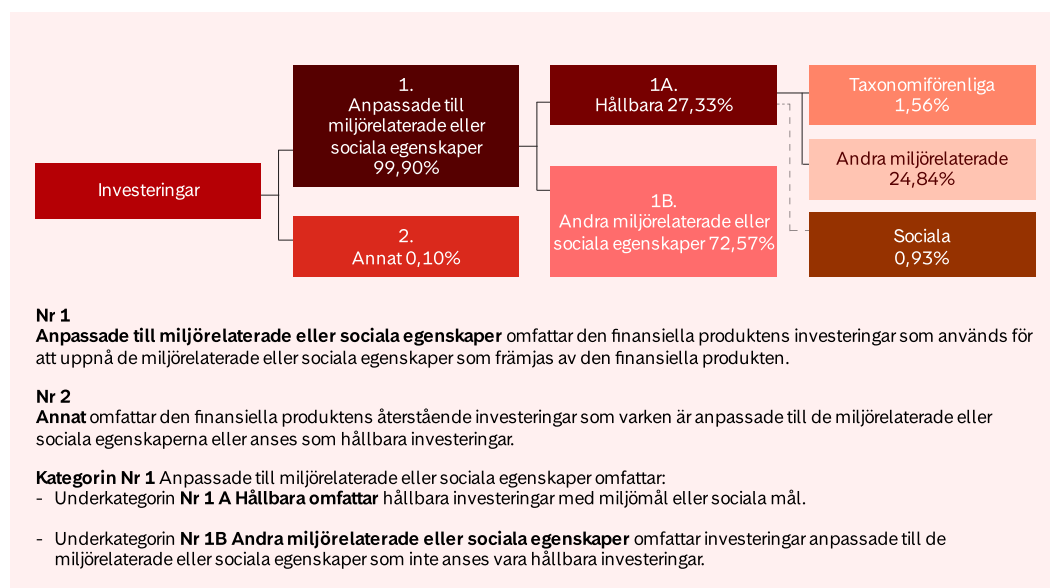 Investeringar
1.
Anpassade till
miljörelaterade eller
sociala egenskaper
99,90%
2.
Annat 0,10%
1A.
Hållbara 27,33%
1B.
Andra miljörelaterade eller
sociala egenskaper 72,57%
Taxonomiförenliga
1,56%
Andra miljörelaterade
24,84%
Sociala
0,93%
Nr 1
Anpassade till miljörelaterade eller sociala egenskaper omfattar den finansiella produktens investeringar som används för
att uppnå de miljörelaterade eller sociala egenskaper som främjas av den finansiella produkten.
Nr 2
Annat omfattar den finansiella produktens återstående investeringar som varken är anpassade till de miljörelaterade eller
sociala egenskaperna eller anses som hållbara investeringar.
Kategorin Nr 1 Anpassade till miljörelaterade eller sociala egenskaper omfattar:
- Underkategorin Nr 1 A Hållbara omfattar hållbara investeringar med miljömål eller sociala mål.
- Underkategorin Nr 1B Andra miljörelaterade eller sociala egenskaper omfattar investeringar anpassade till de
miljörelaterade eller sociala egenskaper som inte anses vara hållbara investeringar.